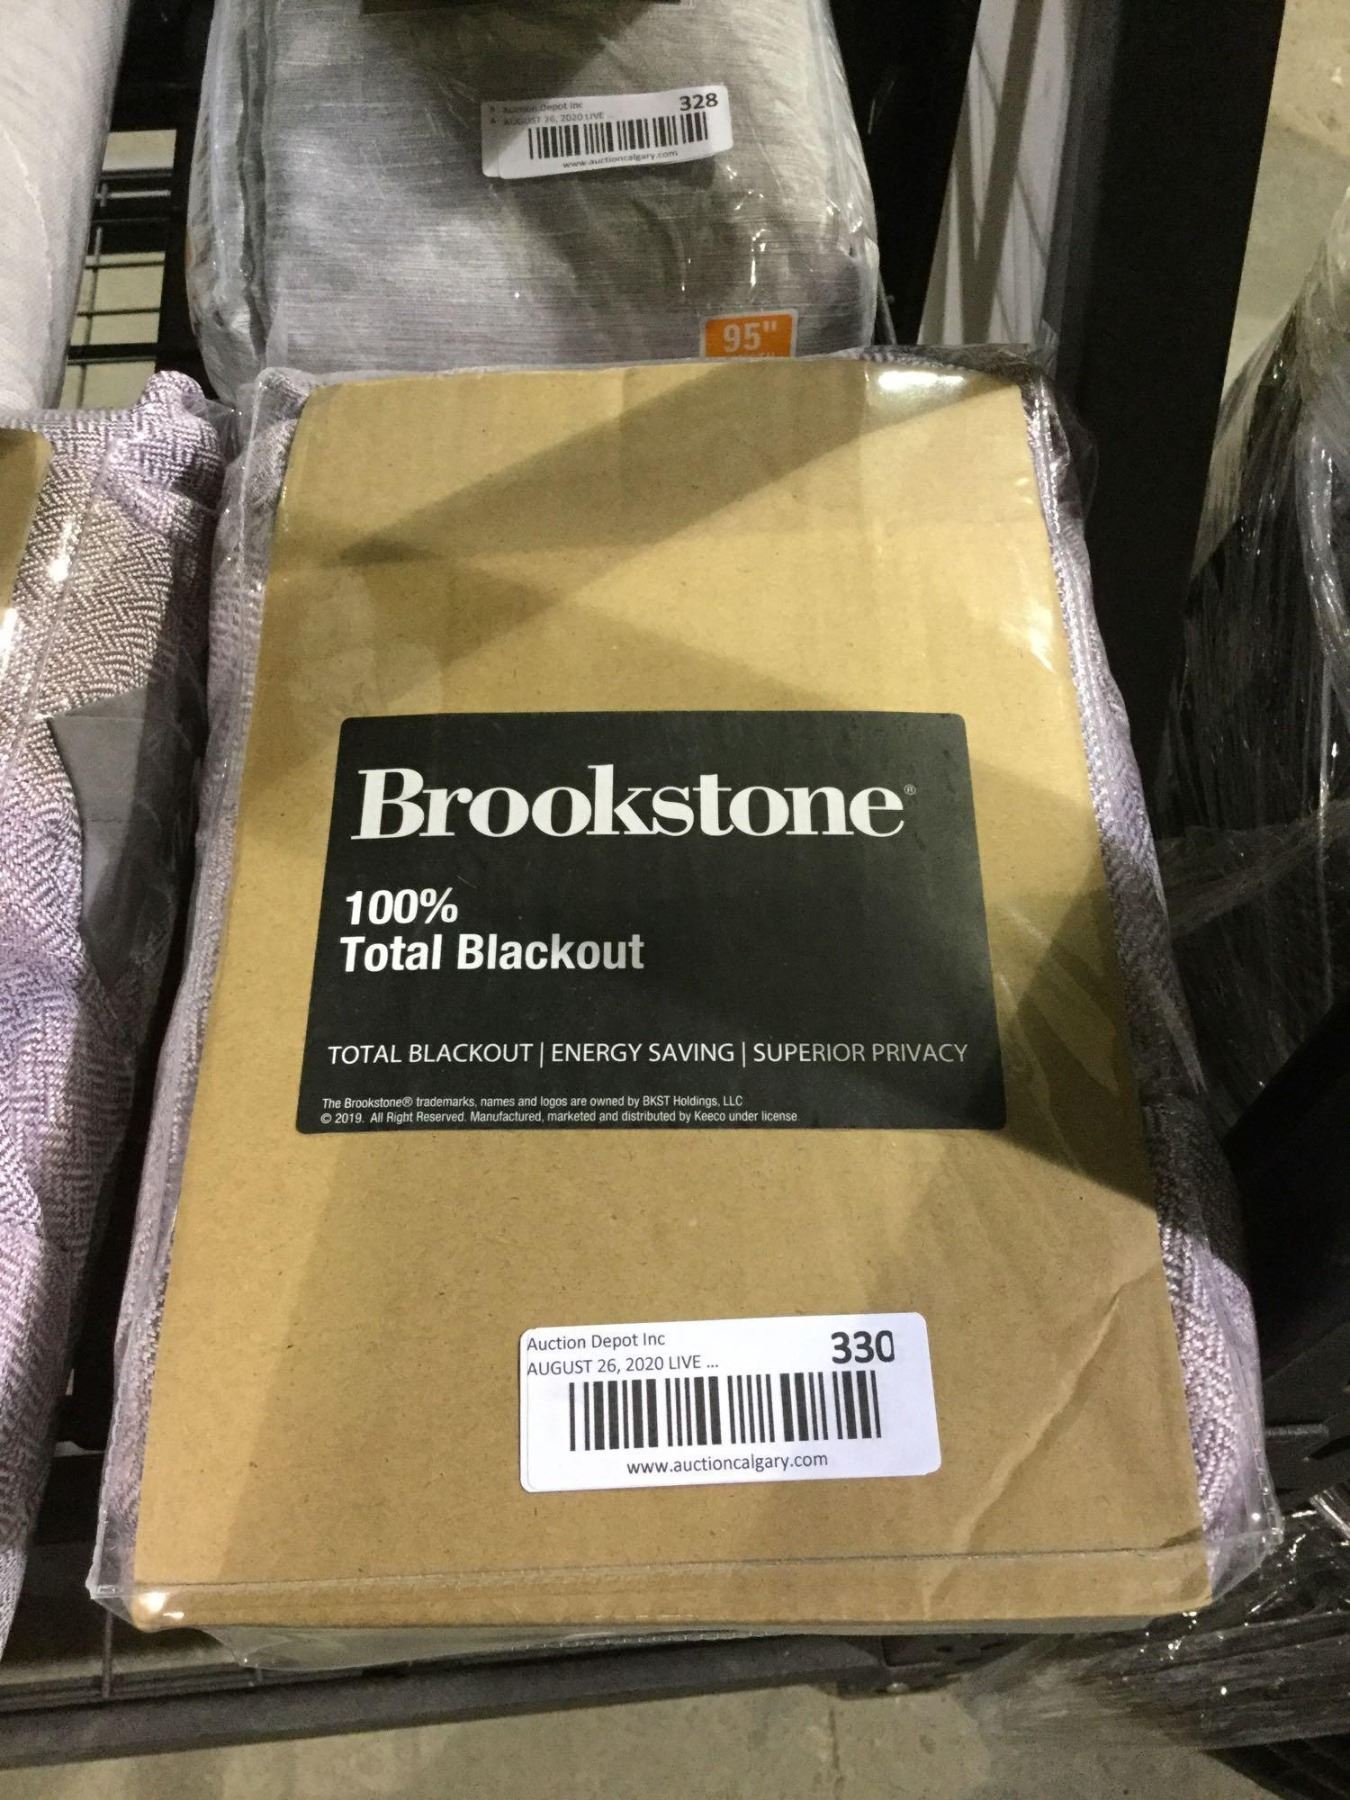 Auction Depot Inc
328
AUGUST 26, 2020 LIVE ...
www.auctioncalgary.com
95"
Brookstone®
100%
Total Blackout
TOTAL BLACKOUT | ENERGY SAVING | SUPERIOR PRIVACY
The Brookstone® trademarks, names and logos are owned by BKST Holdings, LLC
© 2019. All Right Reserved. Manufactured, marketed and distributed by Keeco under license
Auction Depot Inc
330
AUGUST 26, 2020 LIVE ...
www.auctioncalgary.com